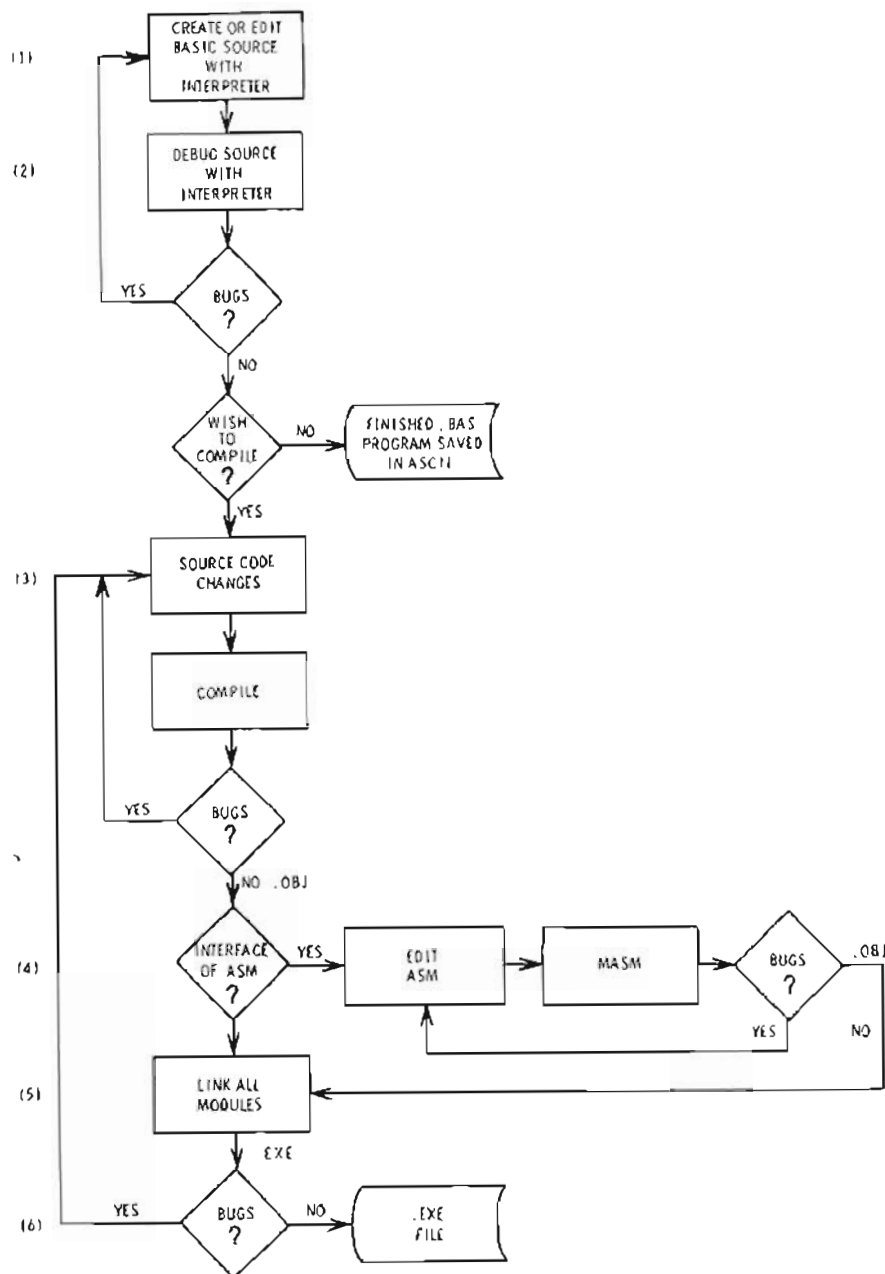 CREATE OR EDIT
BASIC SOURCE
WITH
INTERPRETER
(1)
DEBUG SOURCE
WITH
INTERPRETER
(2)
YES
BUGS
?
NO
WISH
TO
COMPILE
?
NO
FINISHED .BAS
PROGRAM SAVED
IN ASCII
YES
SOURCE CODE
CHANGES
(3)
COMPILE
YES
BUGS
?
NO .OBJ
INTERFACE
OF ASM
?
(4)
YES
EDIT
ASM
MASM
BUGS
?
.OBJ
YES
NO
LINK ALL
MODULES
(5)
EXE
YES
BUGS
?
(6)
NO
.EXE
FILE